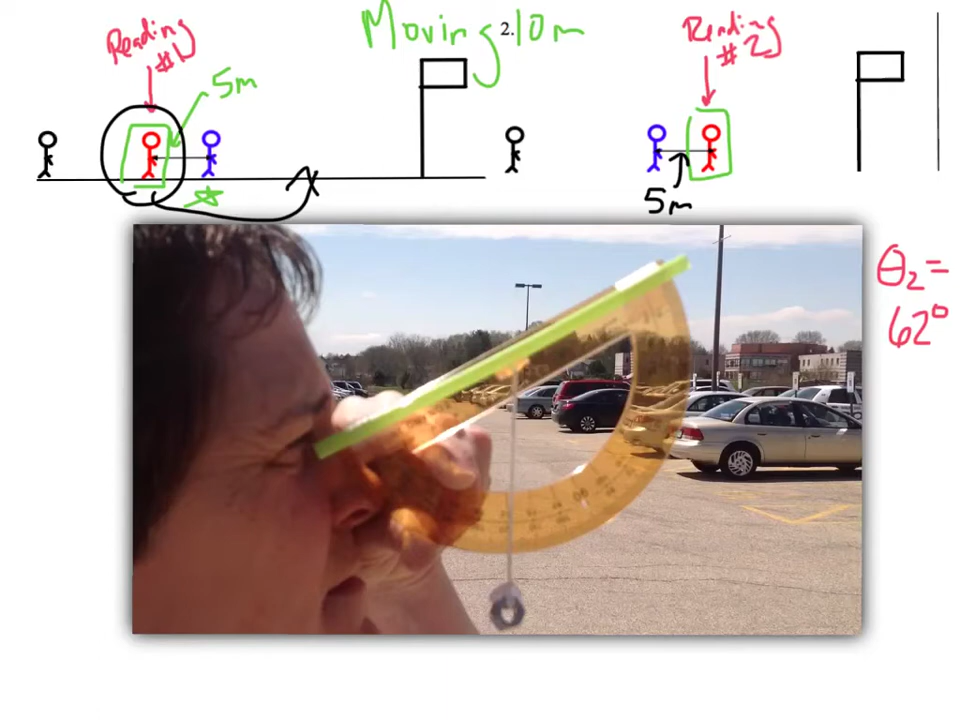 Reading #1
5m
Moving 2.10m
Reading #2
5m
θ₂=
62°